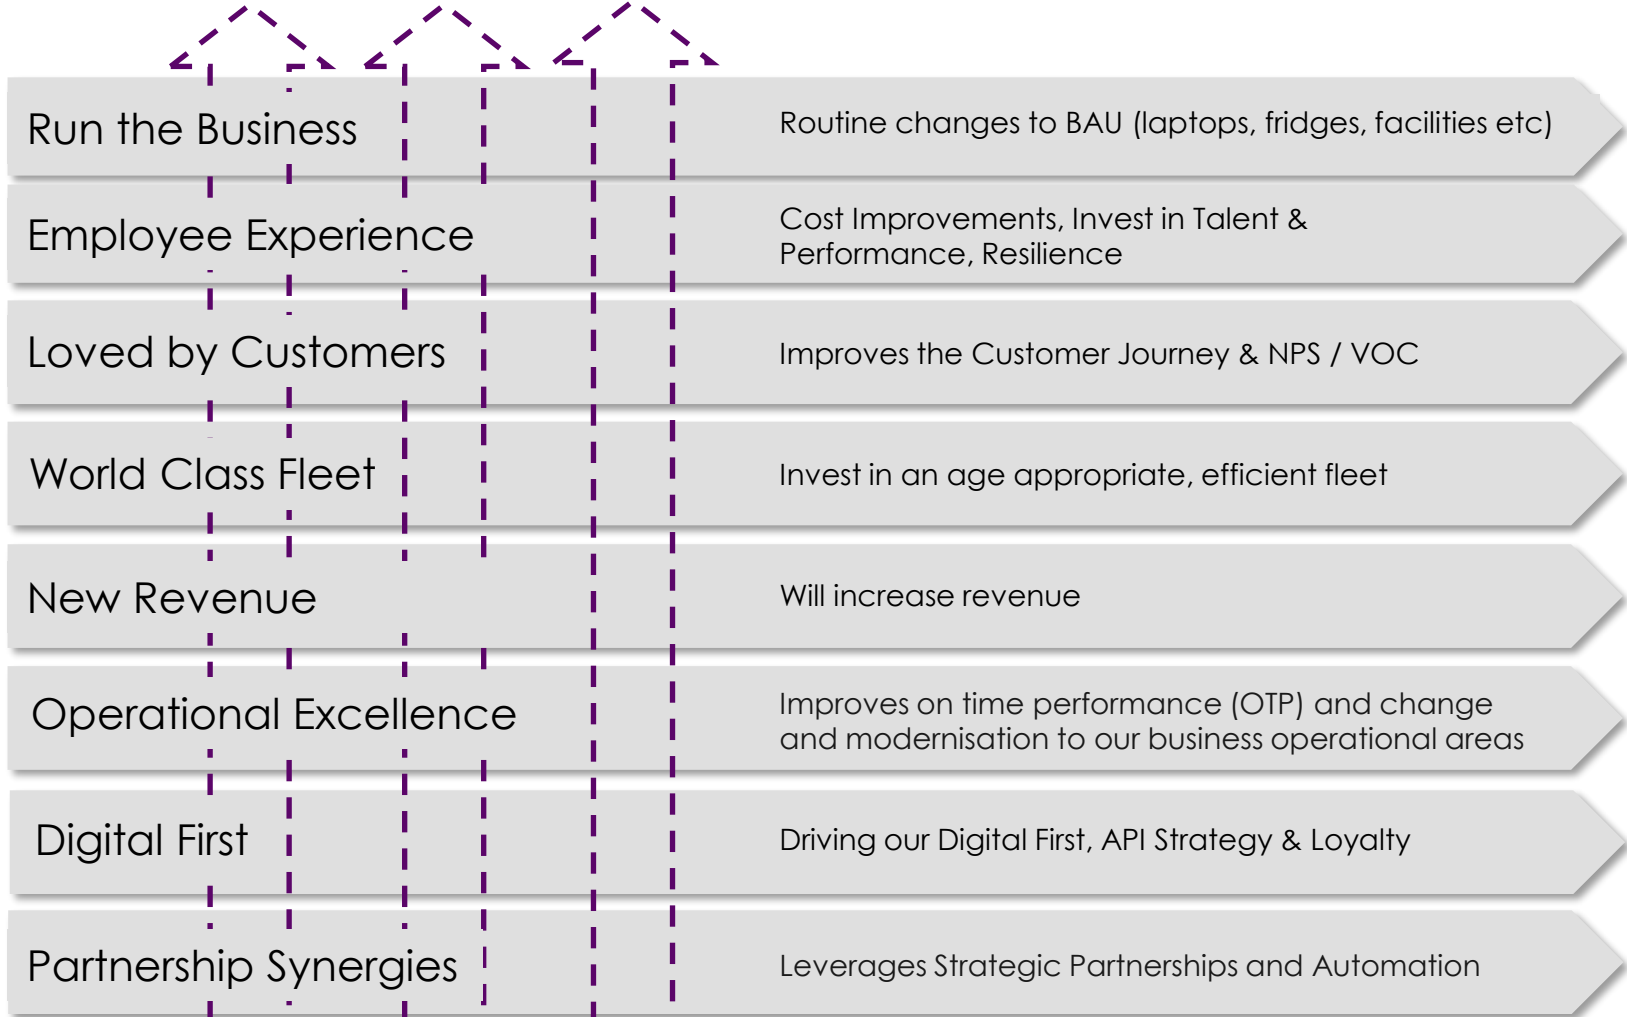 Run the Business
Routine changes to BAU (laptops, fridges, facilities etc)
Employee Experience
Cost Improvements, Invest in Talent &
Performance, Resilience
Loved by Customers
Improves the Customer Journey & NPS / VOC
World Class Fleet
Invest in an age appropriate, efficient fleet
New Revenue
Will increase revenue
Operational Excellence
Improves on time performance (OTP) and change
and modernisation to our business operational areas
Digital First
Driving our Digital First, API Strategy & Loyalty
Partnership Synergies
Leverages Strategic Partnerships and Automation